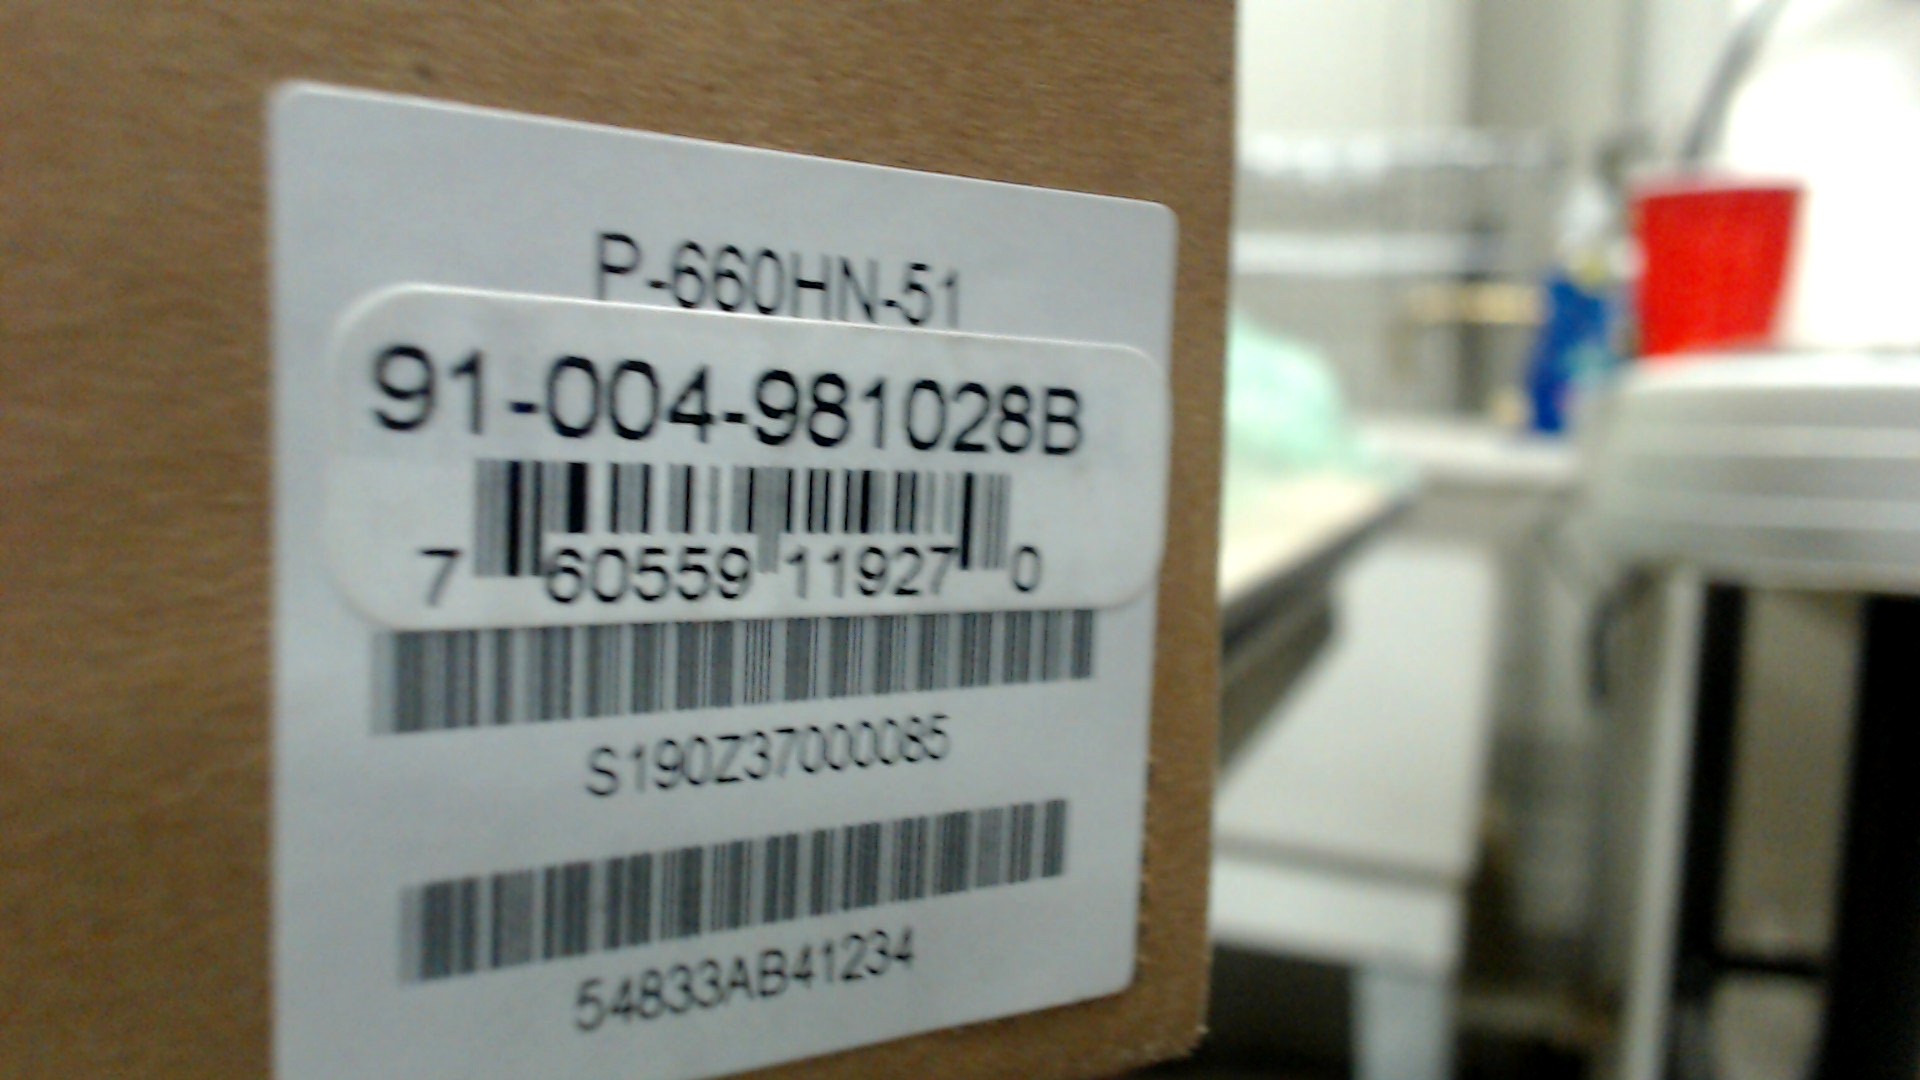 P-660HN-51
91-004-981028B
7 60559 11927 0
S190Z37000085
54833AB41234